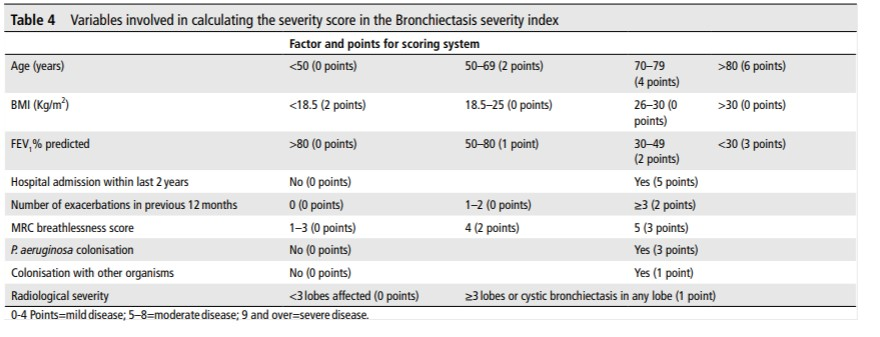 Table 4 Variables involved in calculating the severity score in the Bronchiectasis severity index
Factor and points for scoring system
Age (years) <50 (0 points) 50–69 (2 points) 70–79 (4 points) >80 (6 points)
BMI (Kg/m²) <18.5 (2 points) 18.5–25 (0 points) 26–30 (0 points) >30 (0 points)
FEV₁% predicted >80 (0 points) 50–80 (1 point) 30–49 (2 points) <30 (3 points)
Hospital admission within last 2 years No (0 points) Yes (5 points)
Number of exacerbations in previous 12 months 0 (0 points) 1–2 (0 points) ≥3 (2 points)
MRC breathlessness score 1–3 (0 points) 4 (2 points) 5 (3 points)
P. aeruginosa colonisation No (0 points) Yes (3 points)
Colonisation with other organisms No (0 points) Yes (1 point)
Radiological severity <3 lobes affected (0 points) ≥3 lobes or cystic bronchiectasis in any lobe (1 point)
0-4 Points=mild disease; 5–8=moderate disease; 9 and over=severe disease.